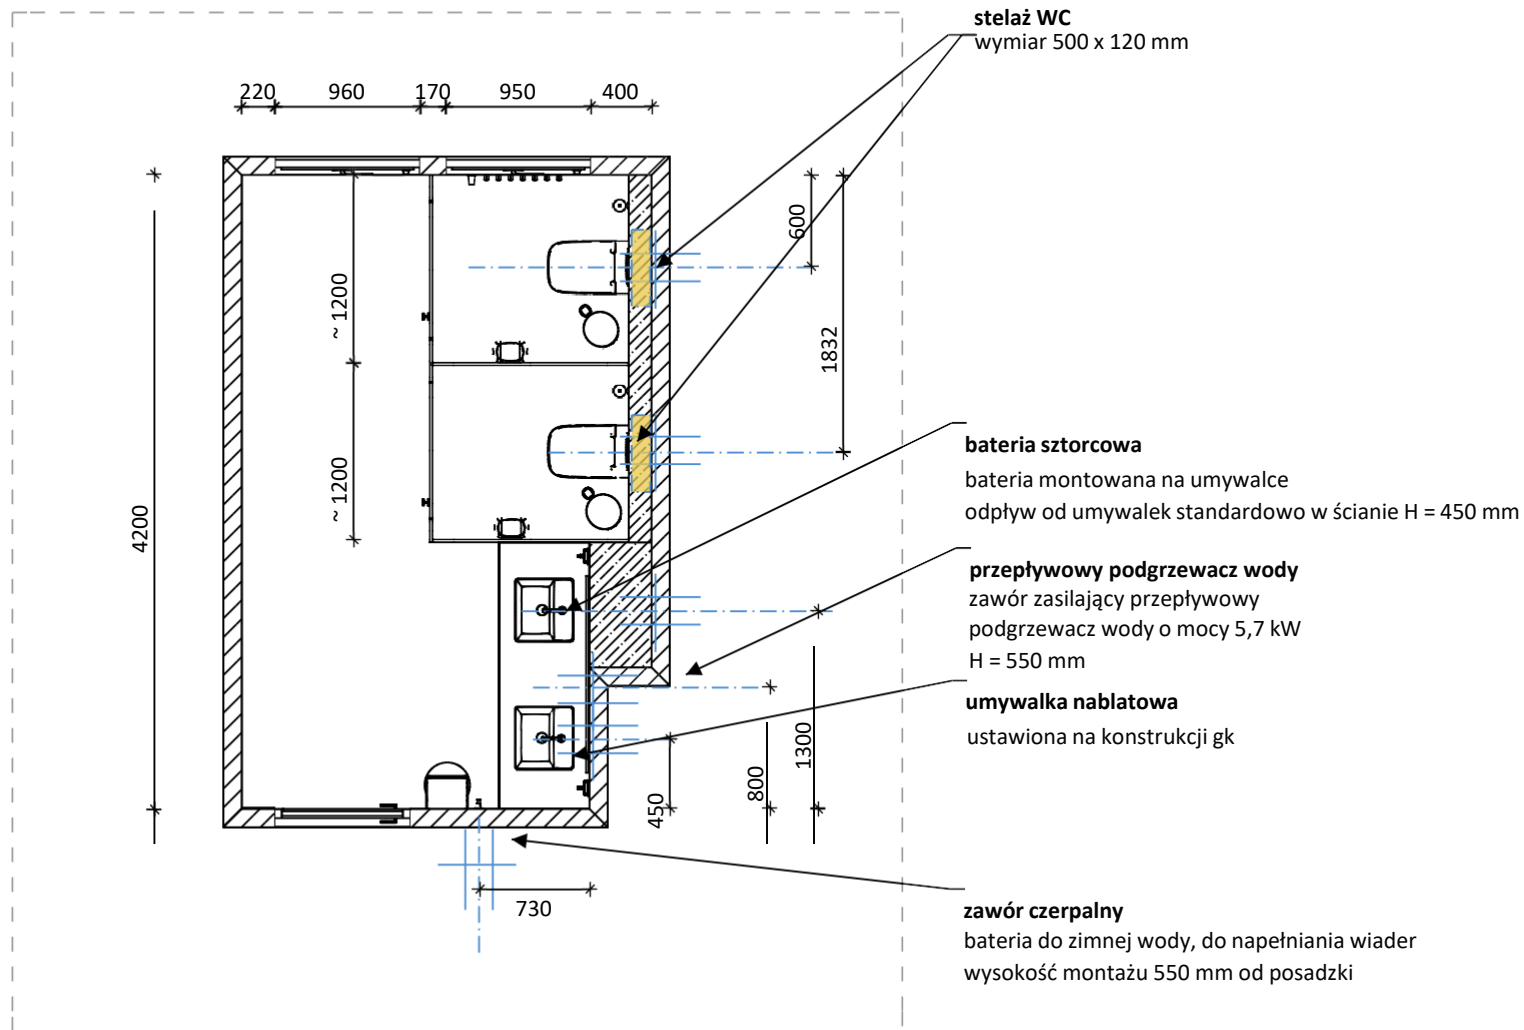 stelaż WC
wymiar 500 x 120 mm
220 960 170 950 400
600
1832
~ 1200
~ 1200
4200
bateria sztorcowa
bateria montowana na umywalce
odpływ od umywalek standardowo w ścianie H = 450 mm
przepływowy podgrzewacz wody
zawór zasilający przepływowy
podgrzewacz wody o mocy 5,7 kW
H = 550 mm
umywalka nablatowa
ustawiona na konstrukcji gk
1300
800
450
730
zawór czerpalny
bateria do zimnej wody, do napełniania wiader
wysokość montażu 550 mm od posadzki